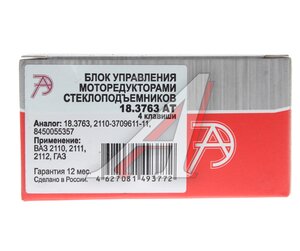 БЛОК УПРАВЛЕНИЯ
МОТОРЕДУКТОРАМИ
СТЕКЛОПОДЪЕМНИКОВ
18.3763 АТ
4 клавиши
Аналог: 18.3763, 2110-3709611-11,
8450055357
Применение:
ВАЗ 2110, 2111,
2112, ГАЗ
Гарантия 12 мес.
Сделано в России.
4 627081 493772